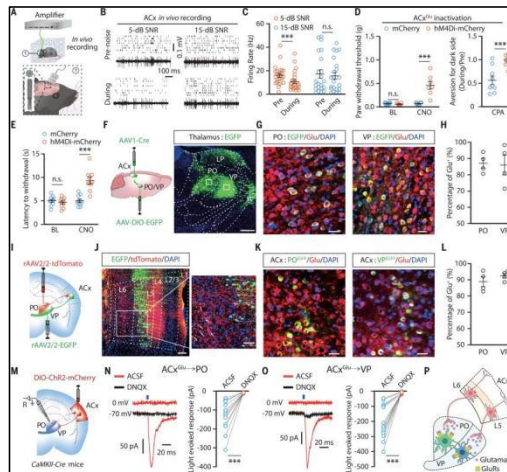 A
Amplifier
In vivo
recording
B
ACx in vivo recording
5-dB SNR
15-dB SNR
Pre-noise
During
0.1 mV
100 ms
C
5-dB SNR
15-dB SNR
***
n.s.
Firing Rate (Hz)
Pre
During
Pre
During
D
ACxGlu inactivation
mCherry
hM4Di-mCherry
Paw withdrawal threshold (g)
n.s.
***
BL
CNO
Aversion for dark side
(During-Pre)
CPA
E
mCherry
hM4Di-mCherry
Latency to withdrawal (s)
n.s.
***
BL
CNO
F
AAV1-Cre
ACx
PO/VP
AAV-DIO-EGFP
Thalamus : EGFP
LP
PO
VP
G
PO : EGFP/Glu/DAPI
VP : EGFP/Glu/DAPI
H
Percentage of Glu+ (%)
PO
VP
I
rAAV2/2-tdTomato
ACx
PO
VP
rAAV2/2-EGFP
J
EGFP/tdTomato/DAPI
L6
L5
L4
L2/3
K
ACx : POEGFP/Glu/DAPI
ACx : VPEGFP/Glu/DAPI
L
Percentage of Glu+ (%)
PO
VP
M
DIO-ChR2-mCherry
R
ACx
PO
VP
CaMKII-Cre mice
N
ACxGlu→PO
ACSF
DNQX
0 mV
-70 mV
50 pA
20 ms
EPSC amplitude (pA)
ACSF
DNQX
***
O
ACxGlu→VP
ACSF
DNQX
0 mV
-70 mV
50 pA
20 ms
ACSF
DNQX
***
P
ACx
L6
L5
PO
VP
Glutamate
GluRs